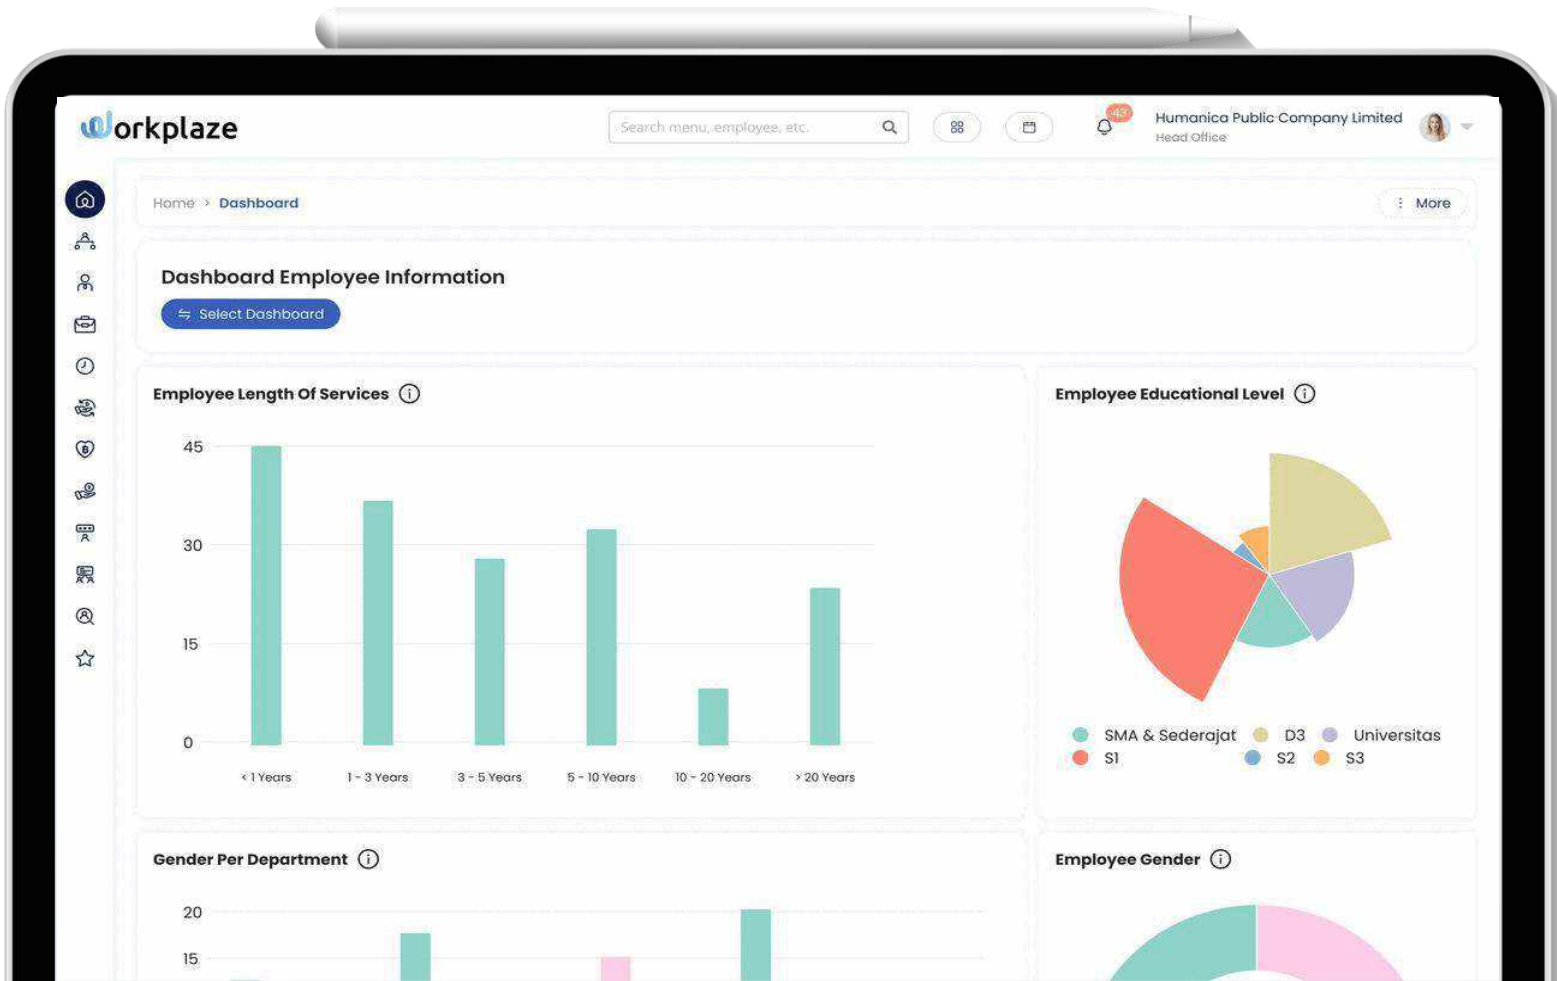 Workplaze
Search menu, employee, etc.
43
Humanica Public Company Limited
Head Office
Home > Dashboard
More
Dashboard Employee Information
Select Dashboard
Employee Length Of Services
45
30
15
0
< 1 Years
1 - 3 Years
3 - 5 Years
5 - 10 Years
10 - 20 Years
> 20 Years
Employee Educational Level
SMA & Sederajat
D3
Universitas
S1
S2
S3
Gender Per Department
20
15
Employee Gender